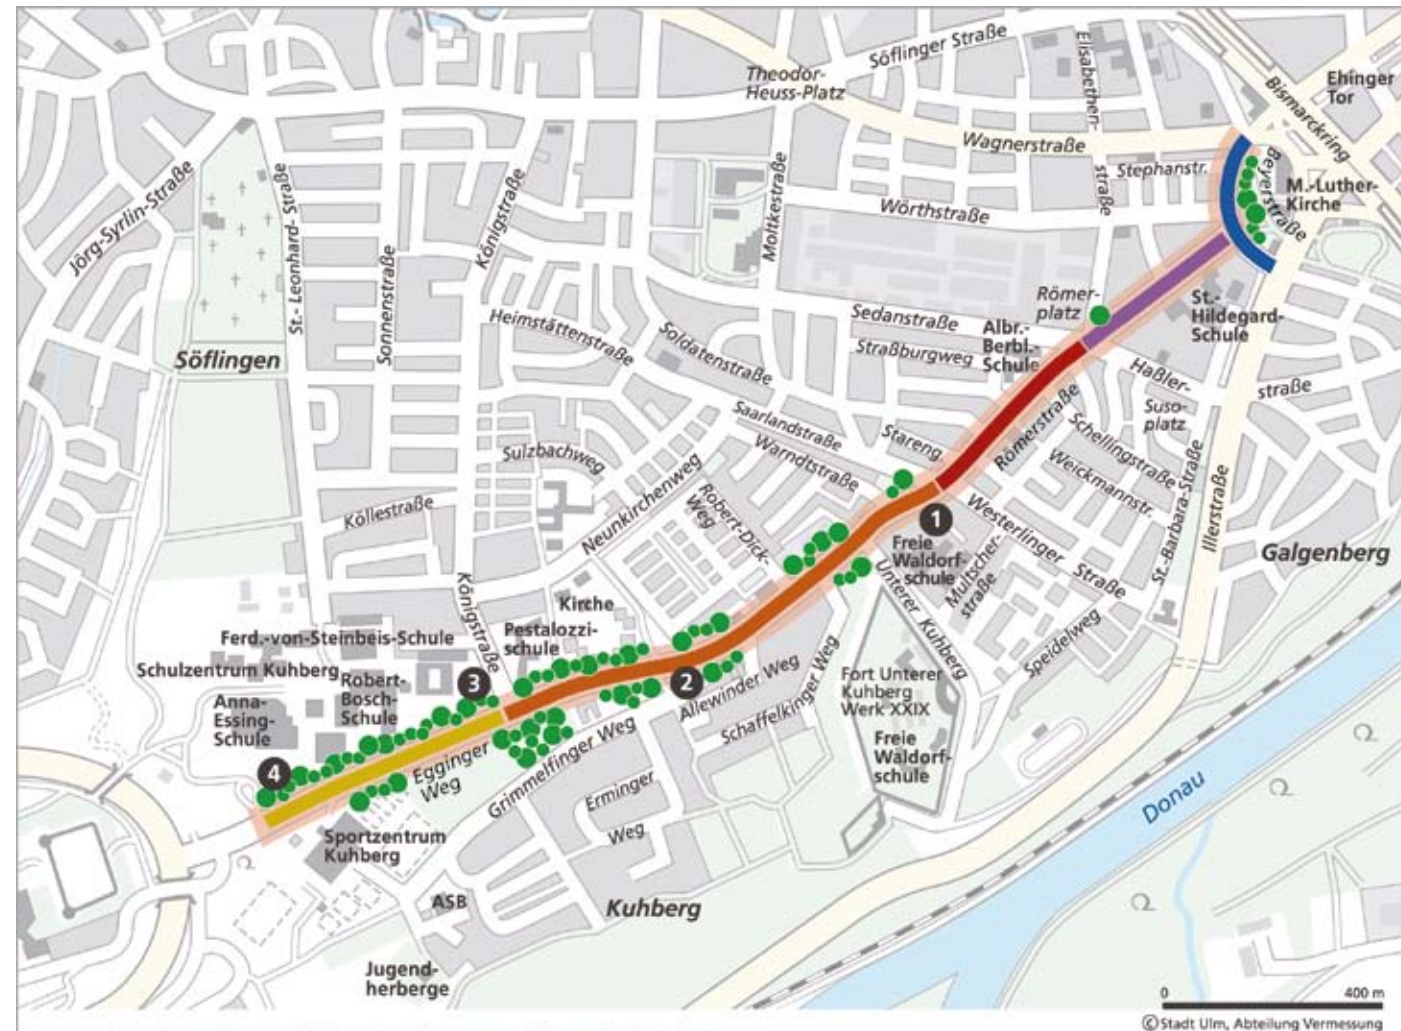 Söflinger Straße
Elisabethen-
straße
Theodor-
Heuss-Platz
Bismarckring
Ehinger
Tor
Wagnerstraße
Stephanstr.
Beyerstraße
M.-Luther-
Kirche
Jörg-Syrlin-Straße
St.- Leonhard- Straße
Sonnenstraße
Königstraße
Moltkestraße
Wörthstraße
Römer-
platz
St.-
Hildegard-
Schule
Söflingen
Heimstättenstraße
Soldatenstraße
Sedanstraße
Straßburgweg
Albr.-
Berbl.-
Schule
Haßler-
straße
Suso-
platz
Saarlandstraße
Warndtstraße
Stareng
Römerstraße
Schellingstraße
Weickmannstr.
St.-Barbara-Straße
Illerstraße
Galgenberg
Sulzbachweg
Köllestraße
Neunkirchenweg
Robert-Dick-
Weg
1
Freie
Waldorf-
schule
Westerlinger Straße
Multscher-
straße
Unterer Kuhberg
Speidelweg
Königstraße
Kirche
Pestalozzi-
schule
Ferd.-von-Steinbeis-Schule
Schulzentrum Kuhberg
Robert-
Bosch-
Schule
Anna-
Essing-
Schule
3
2
4
Allewinder Weg
Schaffelkinger Weg
Fort Unterer
Kuhberg
Werk XXIX
Freie
Waldorf-
schule
Egginger
Weg
Grimmelfinger Weg
Erminger
Weg
Sportzentrum
Kuhberg
ASB
Kuhberg
Jugend-
herberge
Donau
0 400 m
© Stadt Ulm, Abteilung Vermessung